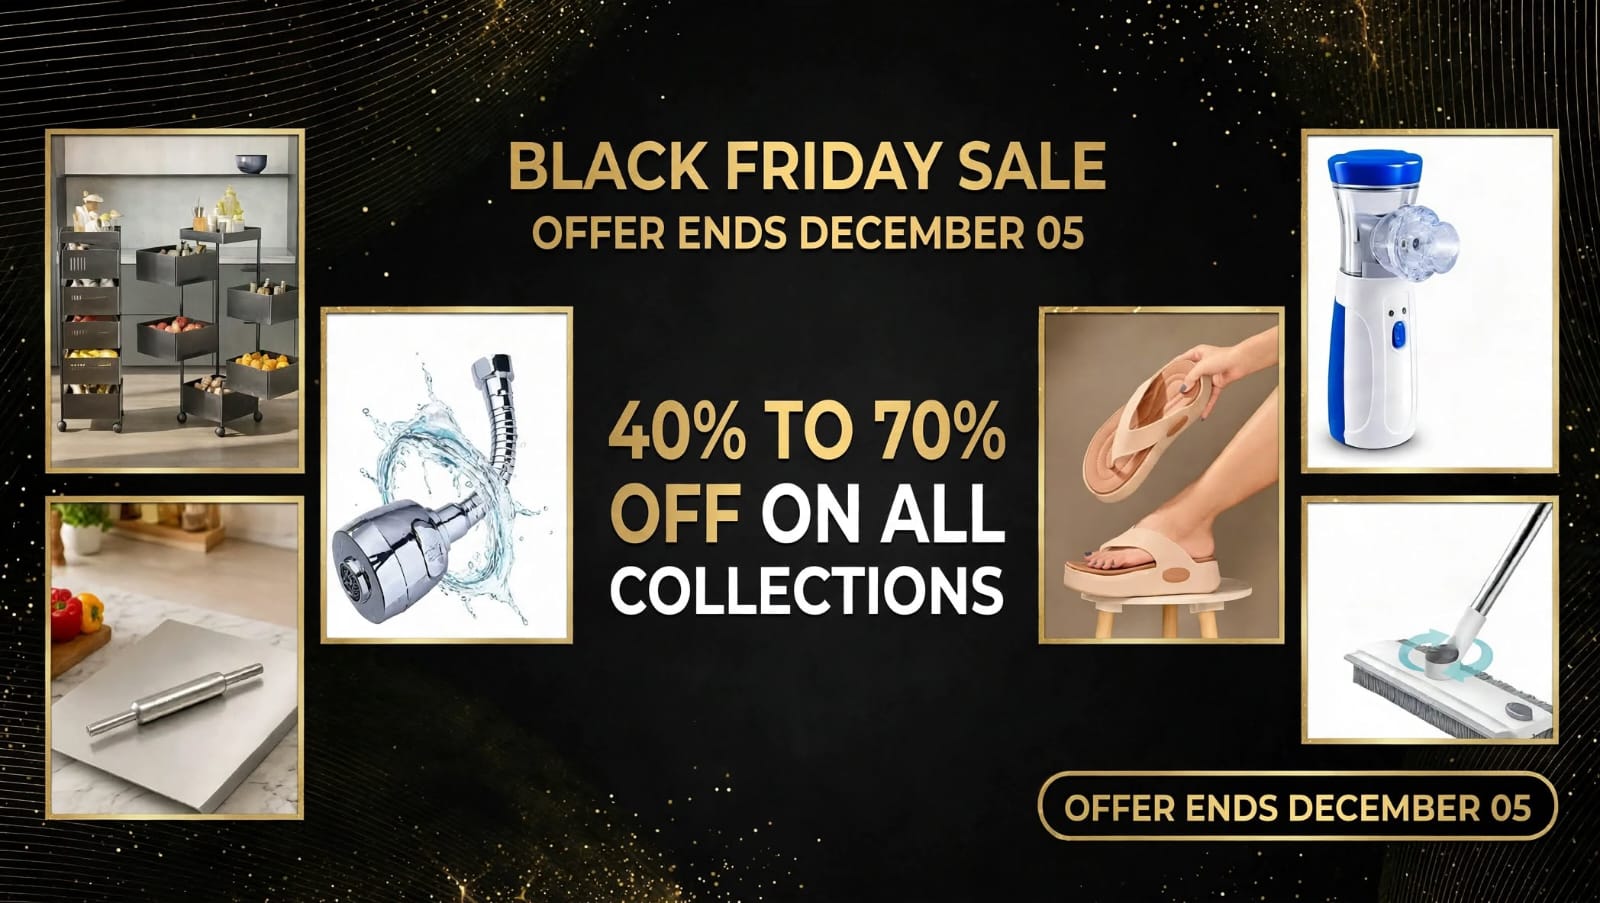 BLACK FRIDAY SALE
OFFER ENDS DECEMBER 05
40% TO 70%
OFF ON ALL
COLLECTIONS
OFFER ENDS DECEMBER 05